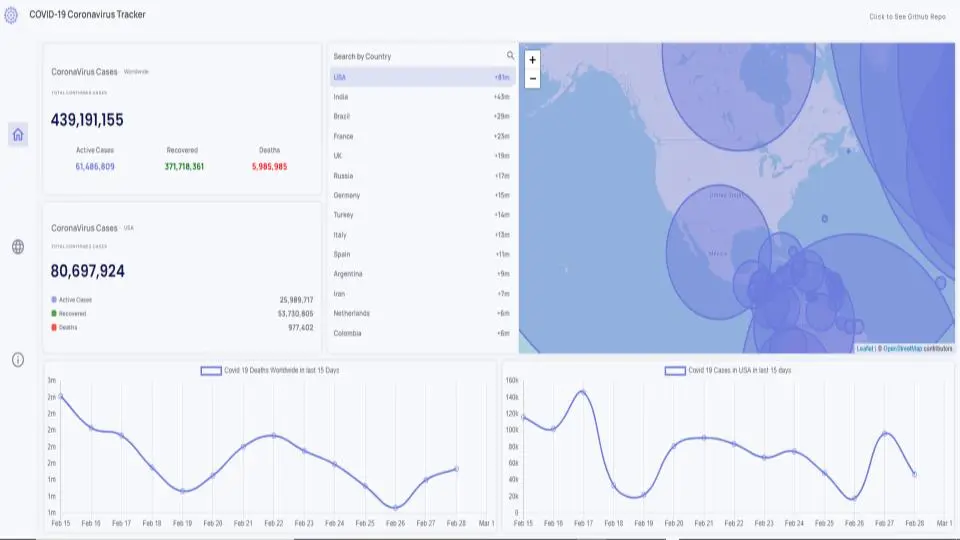 COVID-19 Coronavirus Tracker
Click to See Github Repo
CoronaVirus Cases Worldwide
TOTAL CONFIRMED CASES
439,191,155
Active Cases Recovered Deaths
61,486,809 371,718,361 5,985,985
CoronaVirus Cases USA
TOTAL CONFIRMED CASES
80,697,924
Active Cases 25,989,717
Recovered 53,730,805
Deaths 977,402
Search by Country
USA +81m
India +43m
Brazil +29m
France +23m
UK +19m
Russia +17m
Germany +15m
Turkey +14m
Italy +13m
Spain +11m
Argentina +9m
Iran +7m
Netherlands +6m
Colombia +6m
+
−
United States
México
Leaflet | © OpenStreetMap contributors
Covid 19 Deaths Worldwide in last 15 Days
3m
2m
2m
2m
2m
2m
1m
1m
1m
Feb 15 Feb 16 Feb 17 Feb 18 Feb 19 Feb 20 Feb 21 Feb 22 Feb 23 Feb 24 Feb 25 Feb 26 Feb 27 Feb 28 Mar 1
Covid 19 Cases in USA in last 15 days
160k
140k
120k
100k
80k
60k
40k
20k
0
Feb 15 Feb 16 Feb 17 Feb 18 Feb 19 Feb 20 Feb 21 Feb 22 Feb 23 Feb 24 Feb 25 Feb 26 Feb 27 Feb 28 Mar 1